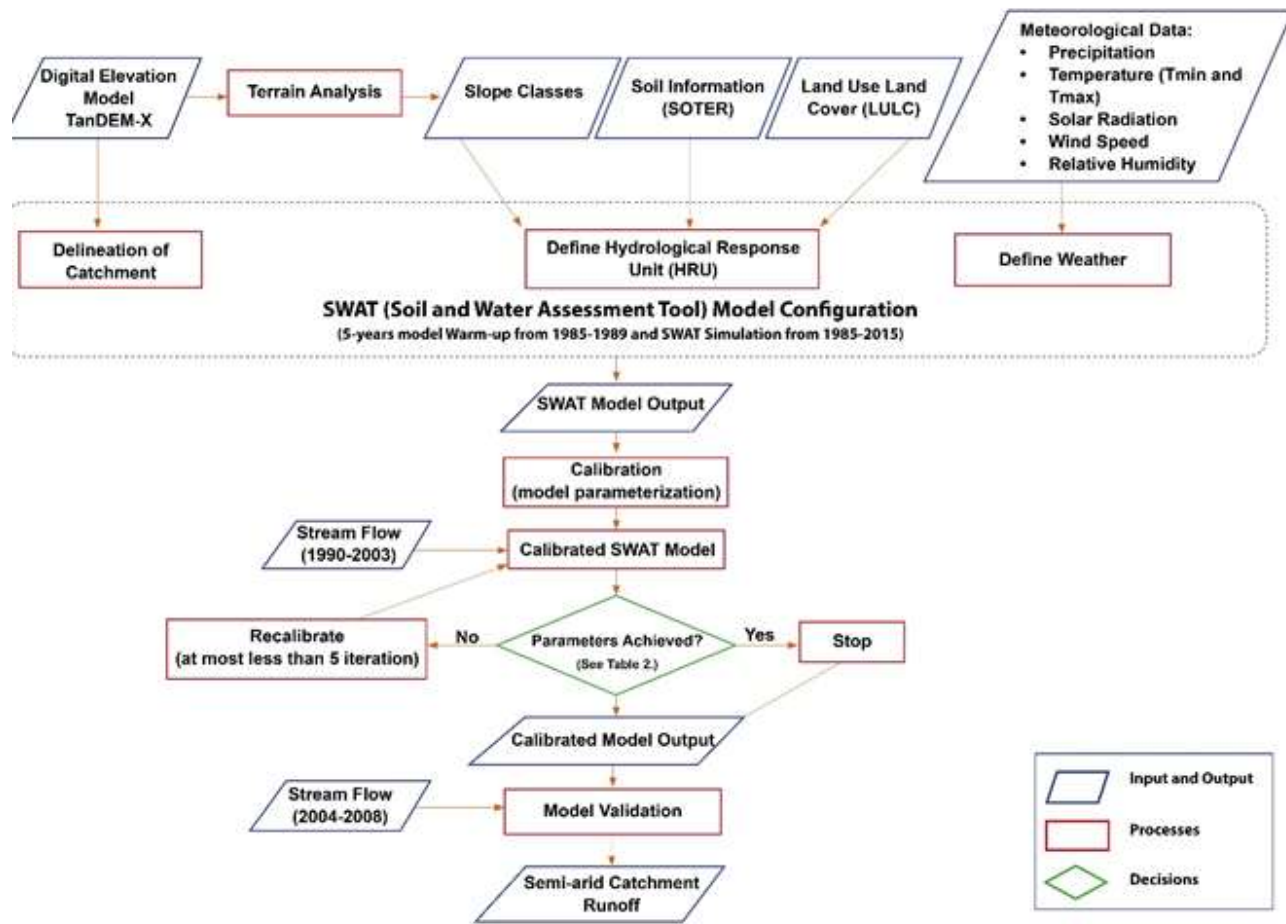 Digital Elevation
Model
TanDEM-X
Terrain Analysis
Slope Classes
Soil Information
(SOTER)
Land Use Land
Cover (LULC)
Meteorological Data:
• Precipitation
• Temperature (Tmin and
Tmax)
• Solar Radiation
• Wind Speed
• Relative Humidity
Delineation of
Catchment
Define Hydrological Response
Unit (HRU)
Define Weather
SWAT (Soil and Water Assessment Tool) Model Configuration
(5-years model Warm-up from 1985-1989 and SWAT Simulation from 1985-2015)
SWAT Model Output
Calibration
(model parameterization)
Stream Flow
(1990-2003)
Calibrated SWAT Model
Recalibrate
(at most less than 5 iteration)
No
Parameters Achieved?
(See Table 2.)
Yes
Stop
Calibrated Model Output
Stream Flow
(2004-2008)
Model Validation
Semi-arid Catchment
Runoff
Input and Output
Processes
Decisions